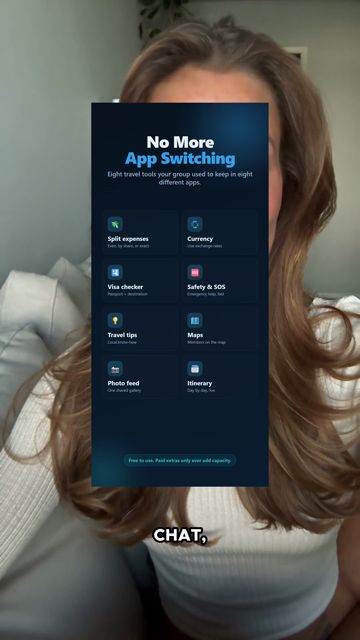 No More
App Switching
Eight travel tools your group used to keep in eight
different apps.
Split expenses
Even, by share, or exact
Currency
Live exchange rates
Visa checker
Passport + destination
Safety & SOS
Emergency help, fast
Travel tips
Local know-how
Maps
Members on the map
Photo feed
One shared gallery
Itinerary
Day by day, live
Free to use. Paid extras only ever add capacity.
CHAT,